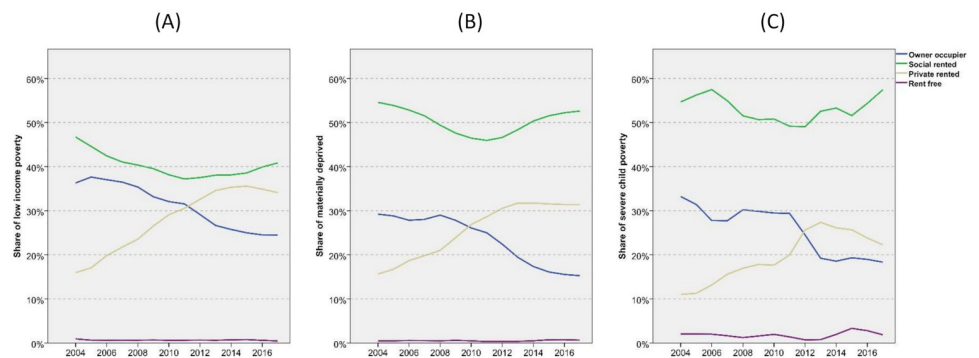 (A)
(B)
(C)
Share of low income poverty
60%
50%
40%
30%
20%
10%
0%
2004 2006 2008 2010 2012 2014 2016
Share of materially deprived
60%
50%
40%
30%
20%
10%
0%
2004 2006 2008 2010 2012 2014 2016
Share of severe child poverty
60%
50%
40%
30%
20%
10%
0%
2004 2006 2008 2010 2012 2014 2016
Owner occupier
Social rented
Private rented
Rent free